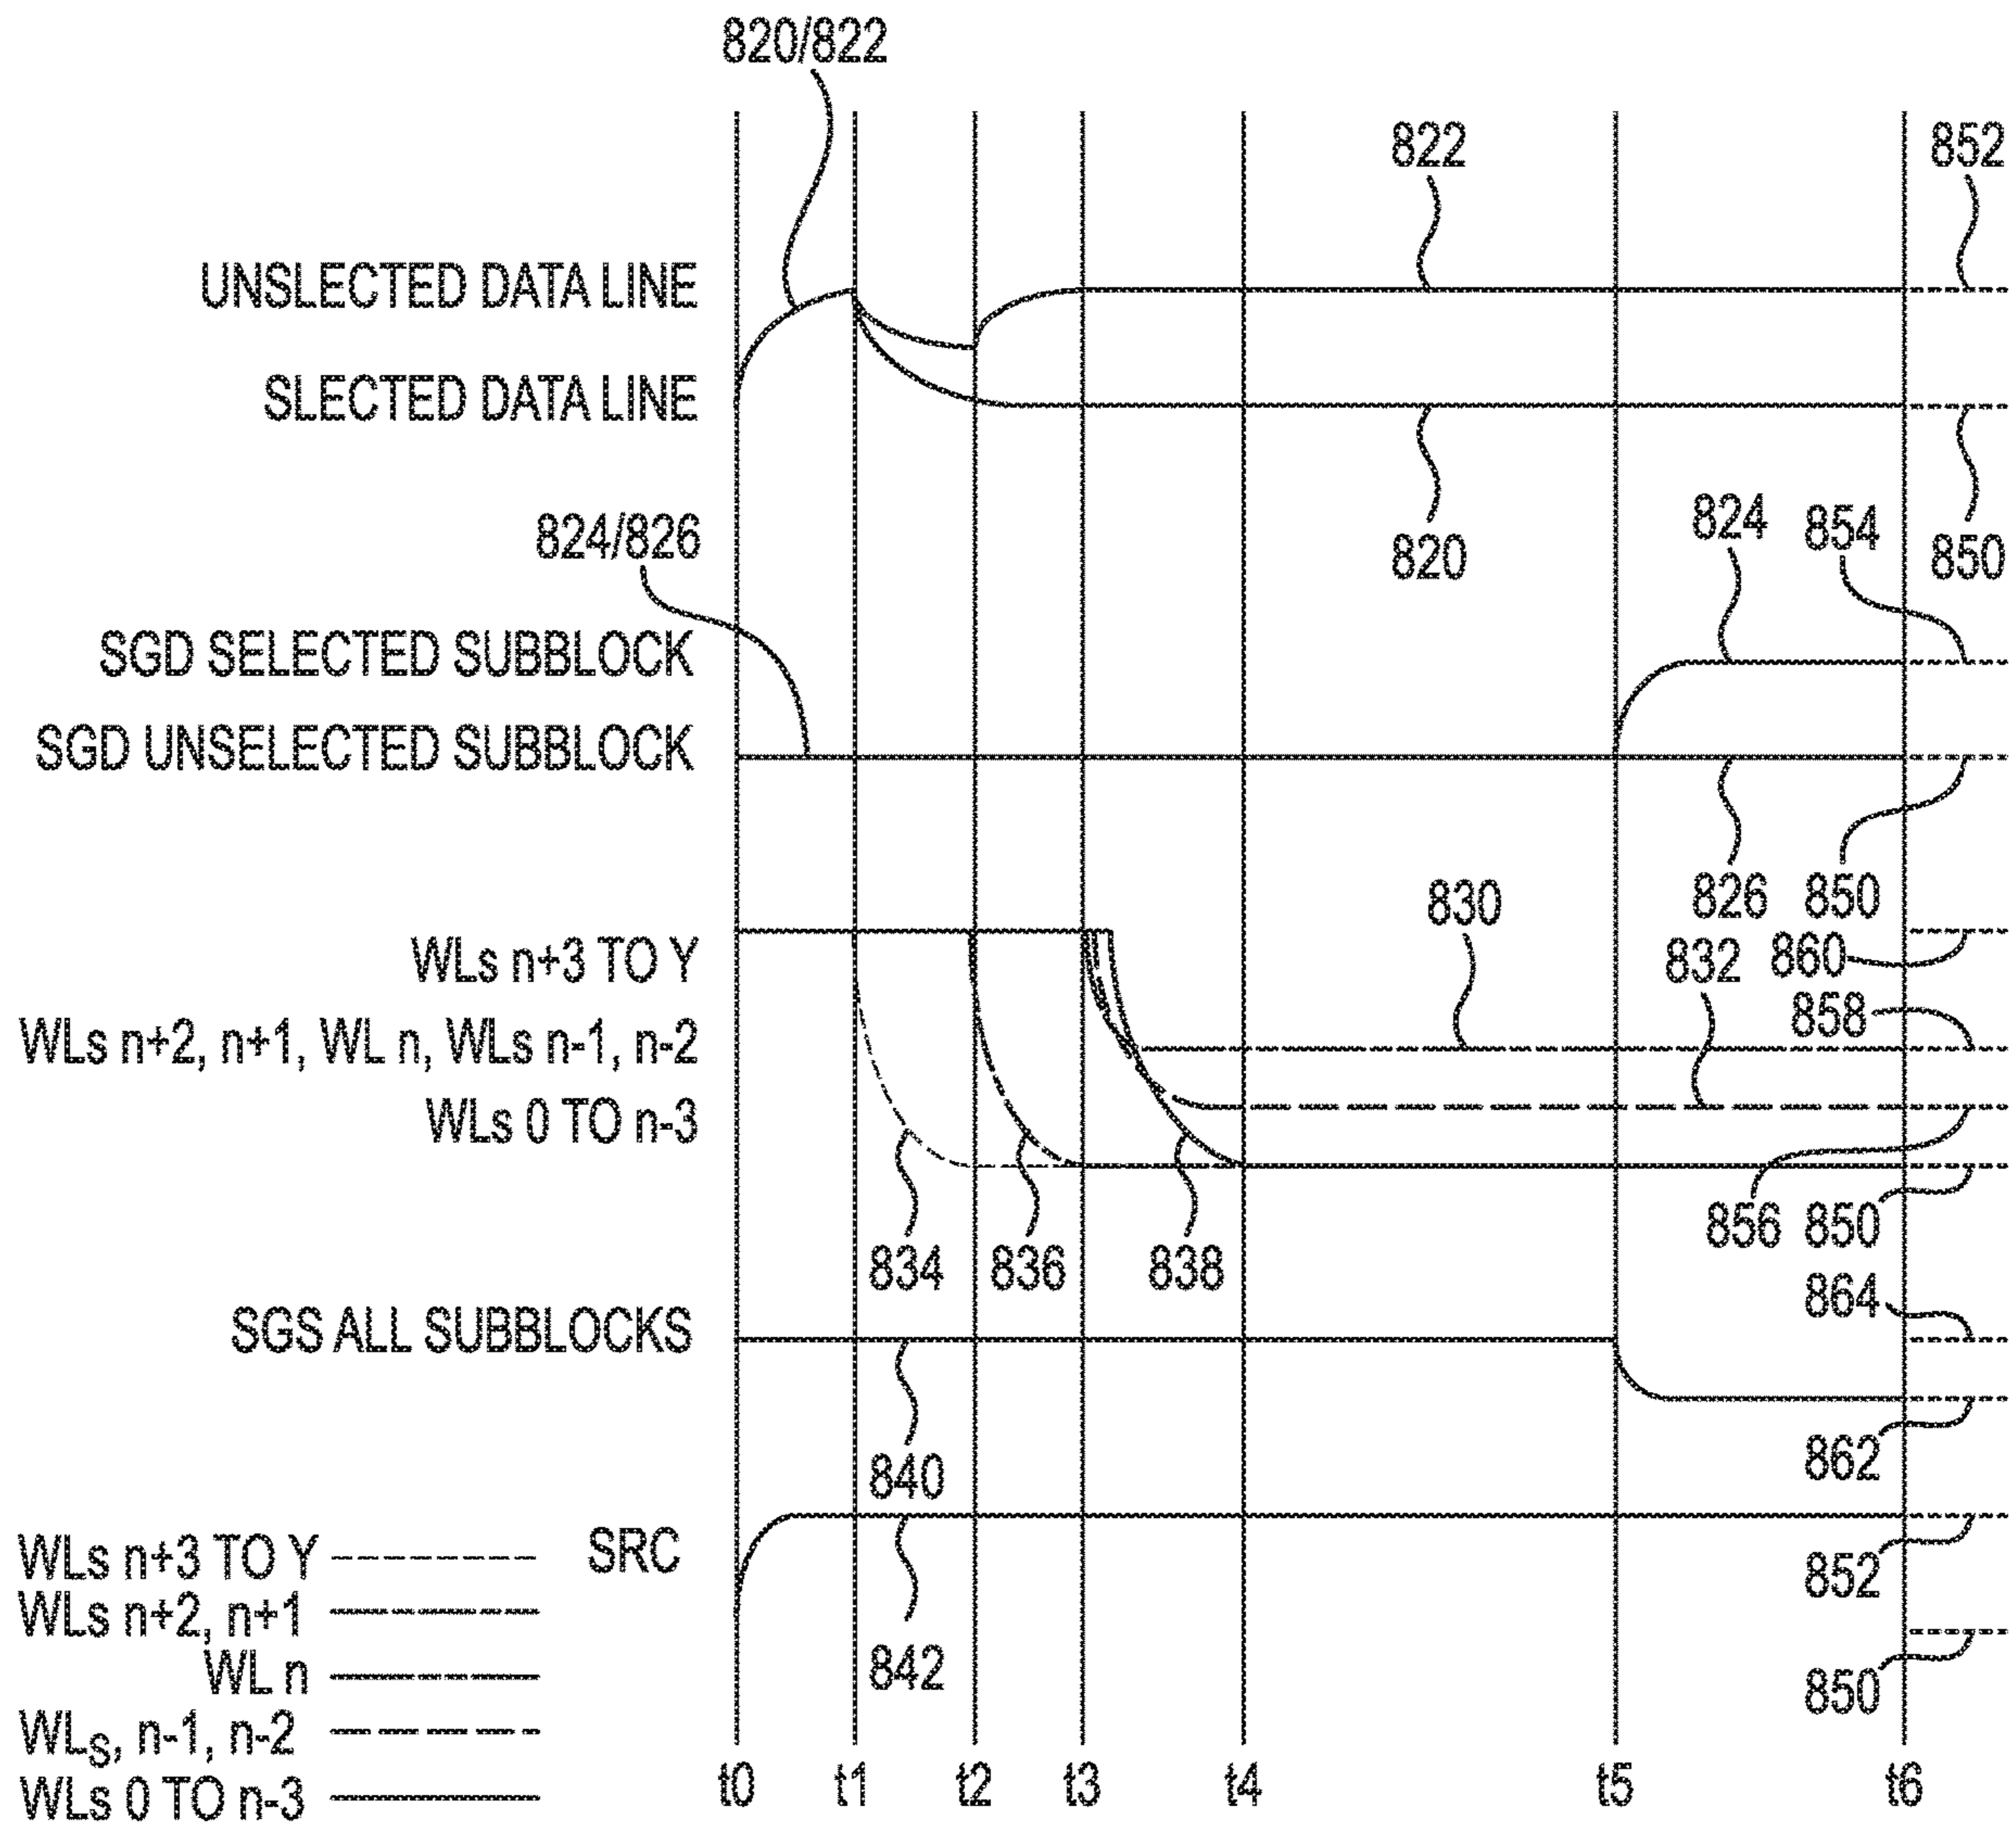 820/822
822
852
UNSLECTED DATA LINE
SLECTED DATA LINE
824/826
820
824
854
850
SGD SELECTED SUBBLOCK
SGD UNSELECTED SUBBLOCK
830
826
850
WLs n+3 TO Y
832
860
858
WLs n+2, n+1, WL n, WLs n-1, n-2
WLs 0 TO n-3
834
836
838
856
850
864
SGS ALL SUBBLOCKS
840
862
SRC
842
852
850
WLs n+3 TO Y
WLs n+2, n+1
WL n
WLs, n-1, n-2
WLs 0 TO n-3
t0
t1
t2
t3
t4
t5
t6